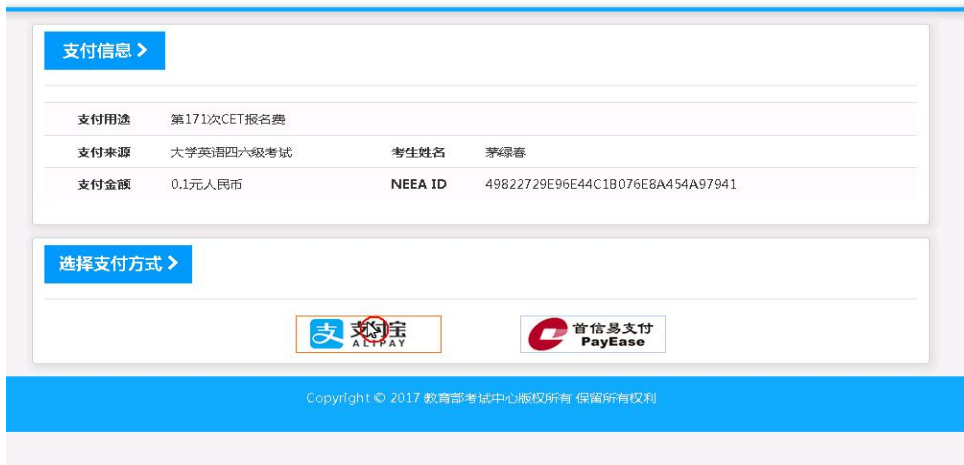 支付信息
支付用途 第171次CET报名费
支付来源 大学英语四六级考试 考生姓名 茅绿春
支付金额 0.1元人民币 NEEA ID 49822729E96E44C1B076E8A454A97941
选择支付方式
支 支付宝 首信易支付
ALIPAY PayEase
Copyright © 2017 教育部考试中心版权所有 保留所有权利